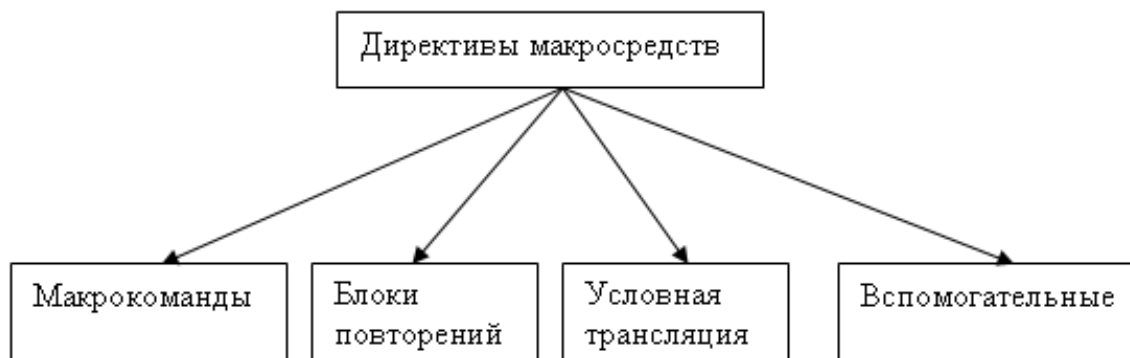 Директивы макросредств
Макрокоманды
Блоки
повторений
Условная
трансляция
Вспомогательные